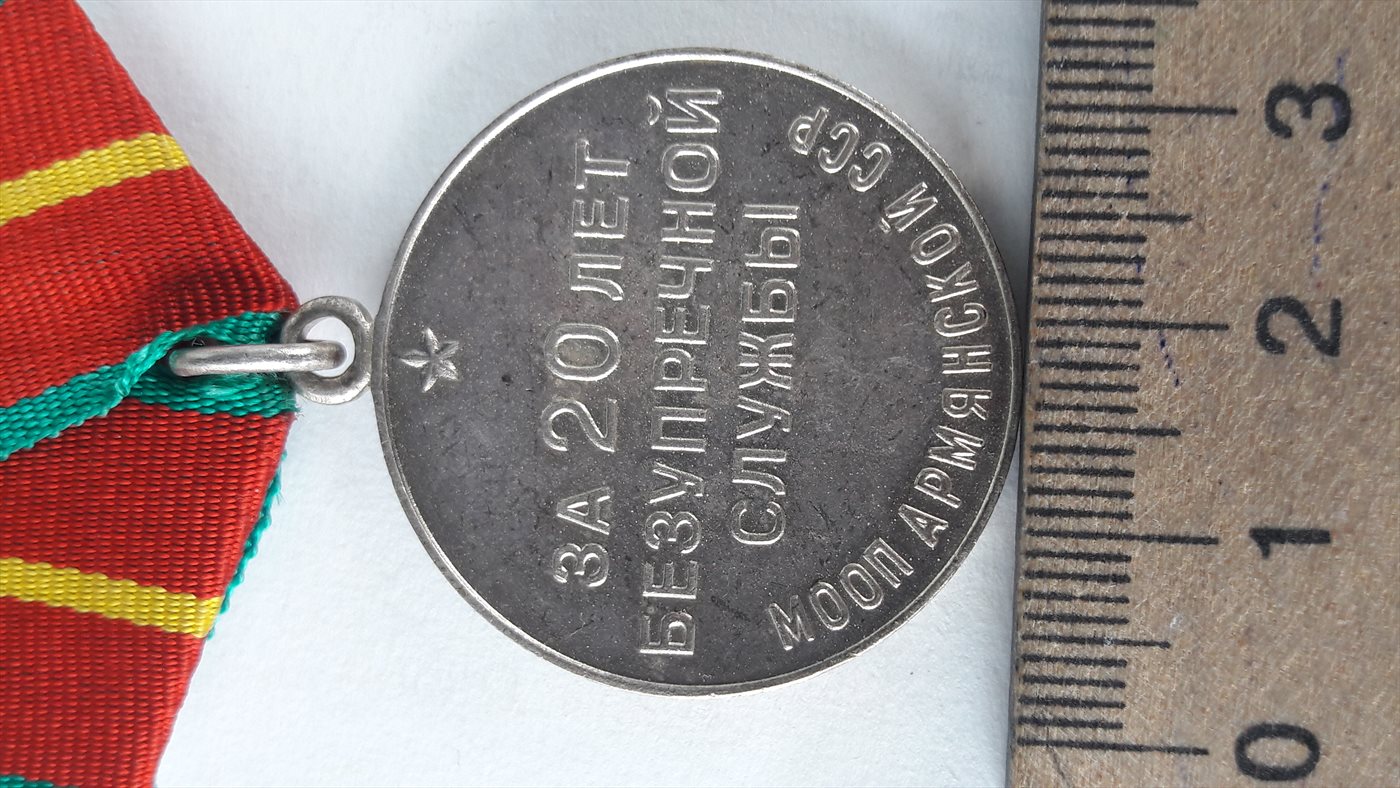 ЗА 20 ЛЕТ
БЕЗУПРЕЧНОЙ
СЛУЖБЫ
МООП АРМЯНСКОЙ ССР
0 1 2 3